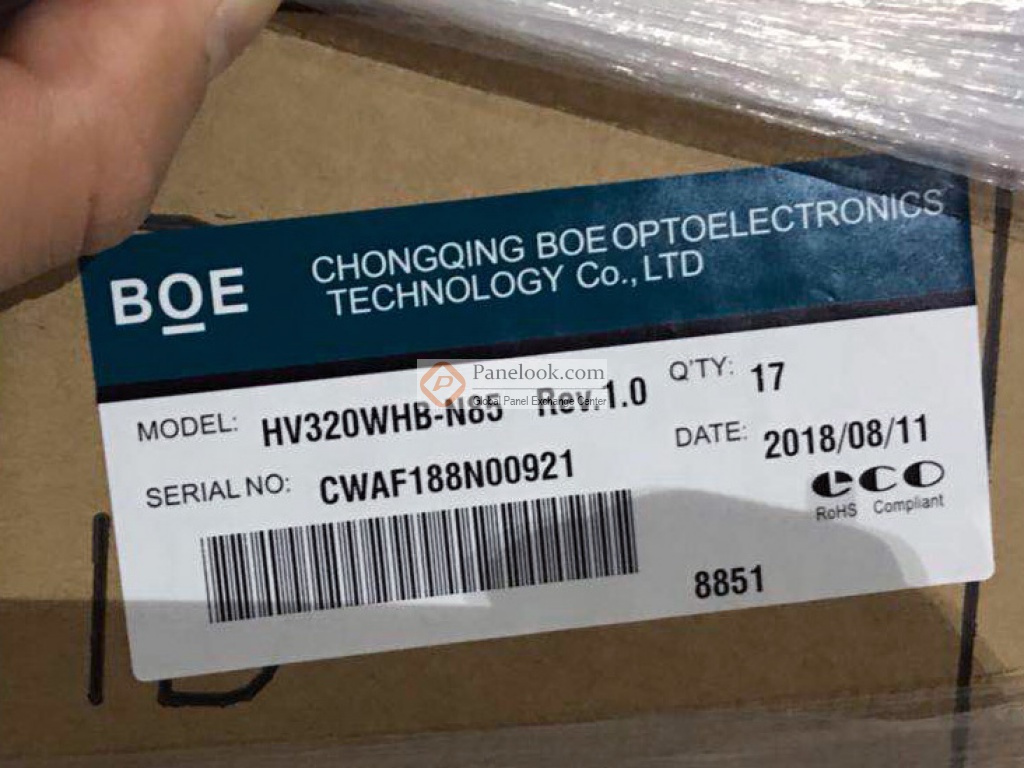 BOE
CHONGQING BOE OPTOELECTRONICS
TECHNOLOGY Co., LTD
Panelook.com
Global Panel Exchange Center
MODEL: HV320WHB-N85 Rev.1.0
Q'TY: 17
SERIAL NO: CWAF188N00921
DATE: 2018/08/11
eco
RoHS Compliant
8851